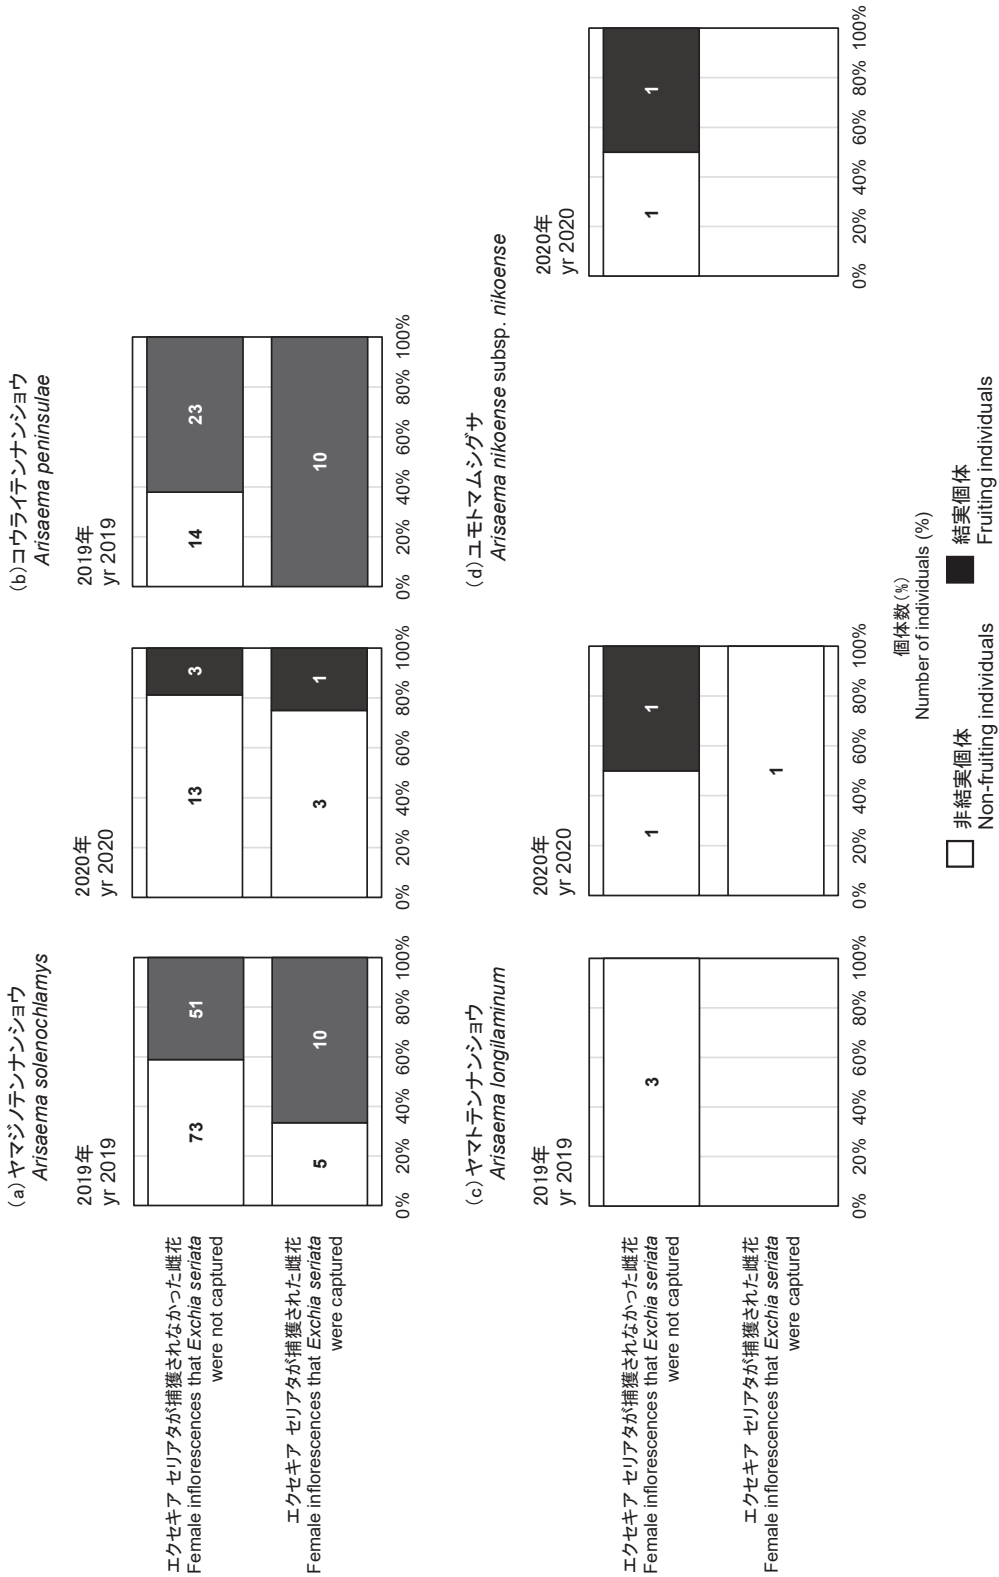 (a)ヤマジノテンナンショウ
Arisaema solenochlamys
2019年
yr 2019
エクセキア セリアタが捕獲されなかった雌花
Female inflorescences that Exchia seriata
were not captured
73
51
エクセキア セリアタが捕獲された雌花
Female inflorescences that Exchia seriata
were captured
5
10
0% 20% 40% 60% 80% 100%
2020年
yr 2020
13
3
3
1
0% 20% 40% 60% 80% 100%
(b)コウライテンナンショウ
Arisaema peninsulae
2019年
yr 2019
14
23
10
0% 20% 40% 60% 80% 100%
(c)ヤマトテンナンショウ
Arisaema longilaminum
2019年
yr 2019
エクセキア セリアタが捕獲されなかった雌花
Female inflorescences that Exchia seriata
were not captured
3
エクセキア セリアタが捕獲された雌花
Female inflorescences that Exchia seriata
were captured
0% 20% 40% 60% 80% 100%
2020年
yr 2020
1
1
1
0% 20% 40% 60% 80% 100%
(d)ユモトマムシグサ
Arisaema nikoense subsp. nikoense
2020年
yr 2020
1
1
0% 20% 40% 60% 80% 100%
個体数(%)
Number of individuals (%)
非結実個体
Non-fruiting individuals
結実個体
Fruiting individuals